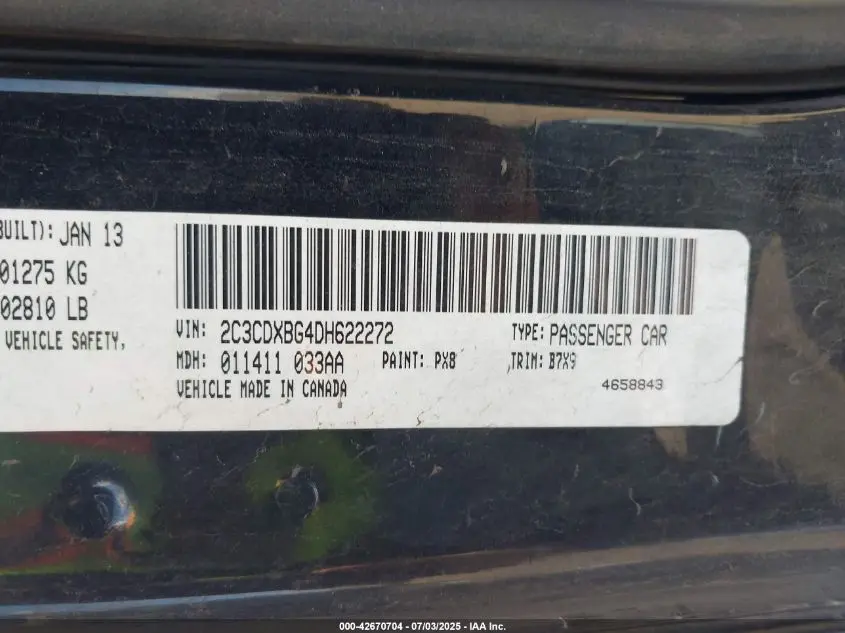 BUILT): JAN 13
01275 KG
02810 LB
VEHICLE SAFETY.
VIN: 2C3CDXBG4DH622272 TYPE: PASSENGER CAR
MDH: 011411 033AA PAINT: PX8 TRIM: B7X9
VEHICLE MADE IN CANADA 4658843
000-42670704 | 07/03/2025 - IAA Inc.